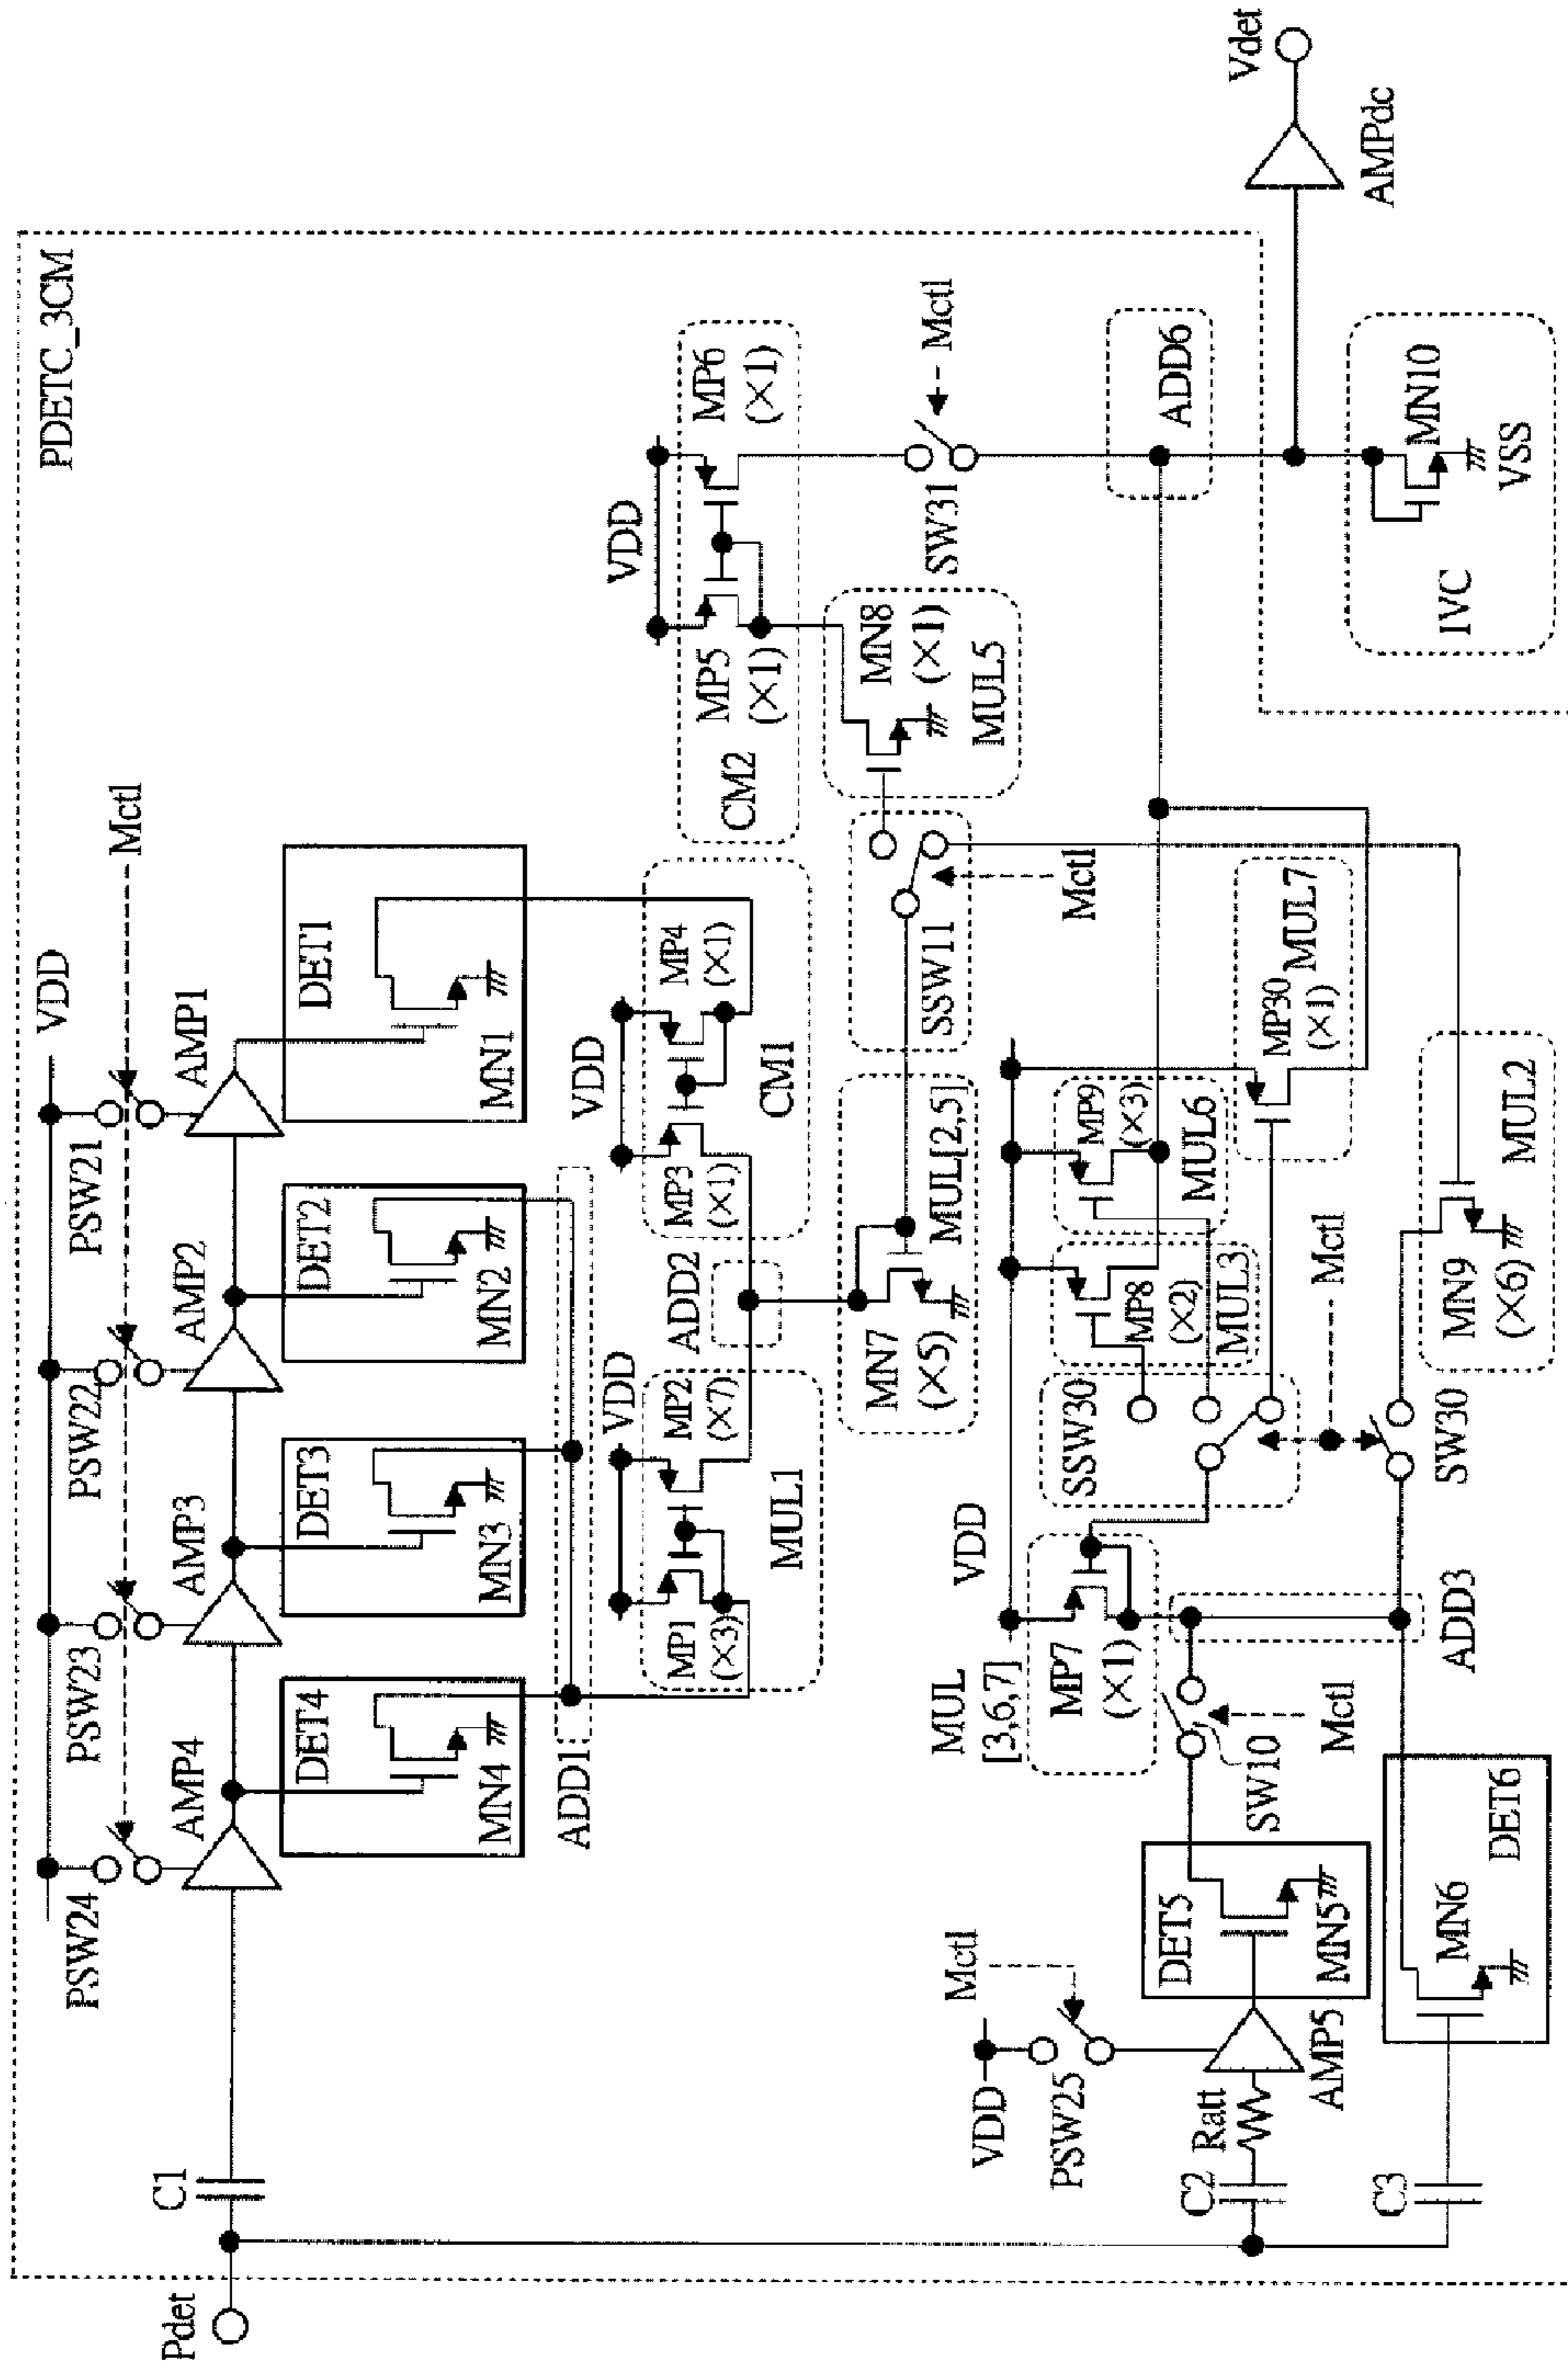 PDETC_3CM
VDD
Mctl
PSW24
PSW23
PSW22
PSW21
AMP4
AMP3
AMP2
AMP1
Pdet
C1
DET4
MN4
DET3
MN3
DET2
MN2
DET1
MN1
ADD1
VDD
MP1
(×3)
MP2
(×7)
MUL1
ADD2
VDD
MP3
(×1)
MP4
(×1)
CM1
VDD
MP5
(×1)
MP6
(×1)
CM2
MN7
(×5)
MUL[2,5]
SSW11
Mctl
MN8
(×1)
MUL5
SW31
Mctl
ADD6
VDD
PSW25
Mctl
C2
Ratt
AMP5
DET5
MN5
C3
MN6
DET6
SW10
Mctl
MUL
[3,6,7]
VDD
MP7
(×1)
ADD3
SSW30
MP8
(×2)
MUL3
MP9
(×3)
MUL6
MP30
(×1)
MUL7
Mctl
SW30
MN9
(×6)
MUL2
IVC
MN10
VSS
AMPdc
Vdet